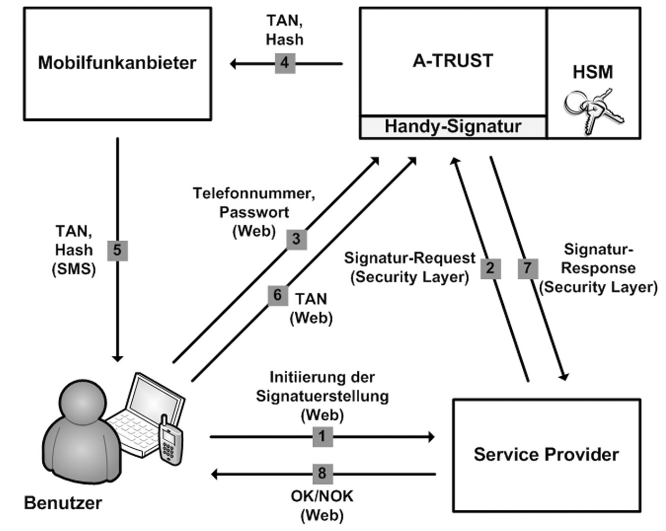 TAN,
Hash
4
Mobilfunkanbieter
A-TRUST
HSM
Handy-Signatur
Telefonnummer,
Passwort
(Web)
3
TAN,
Hash
(SMS)
5
Signatur-Request
(Security Layer)
2
7
Signatur-
Response
(Security Layer)
6
TAN
(Web)
Initiierung der
Signatuerstellung
(Web)
1
Service Provider
8
OK/NOK
(Web)
Benutzer